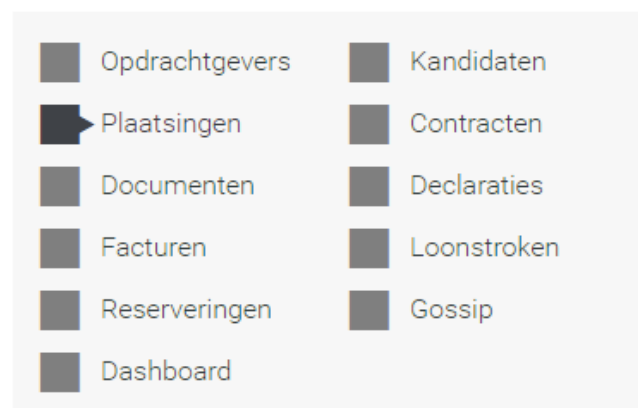 Opdrachtgevers
Kandidaten
Plaatsingen
Contracten
Documenten
Declaraties
Facturen
Loonstroken
Reserveringen
Gossip
Dashboard